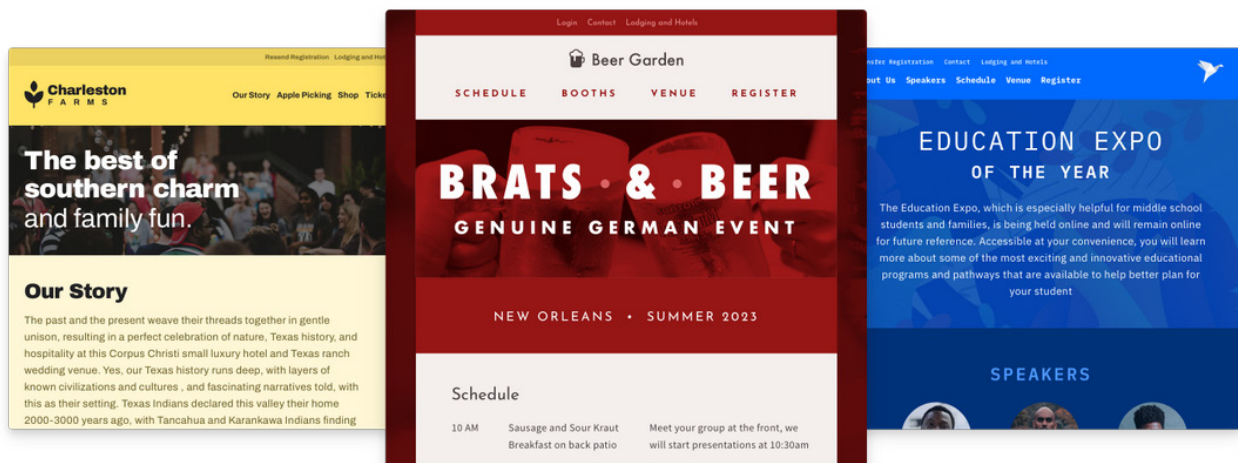 Resend Registration Lodging and
Charleston
FARMS
Our Story Apple Picking Shop
The best of
southern charm
and family fun.
Our Story
The past and the present weave their threads together in gentle
unison, resulting in a perfect celebration of nature, Texas history, and
hospitality at this Corpus Christi small luxury hotel and Texas ranch
wedding venue. Yes, our Texas history runs deep, with layers of
known civilizations and cultures , and fascinating narratives told, with
this as their setting. Texas Indians declared this valley their home
2000-3000 years ago, with Tancahua and Karankawa Indians finding
Login Contact Lodging and Hotels
Beer Garden
SCHEDULE BOOTHS VENUE REGISTER
BRATS • & • BEER
GENUINE GERMAN EVENT
NEW ORLEANS • SUMMER 2023
Schedule
10 AM Sausage and Sour Kraut Meet your group at the front, we
Breakfast on back patio will start presentations at 10:30am
Registration Contact Lodging and Hotels
Us Speakers Schedule Venue Register
EDUCATION EXPO
OF THE YEAR
The Education Expo, which is especially helpful for middle school
students and families, is being held online and will remain online
for future reference. Accessible at your convenience, you will learn
more about some of the most exciting and innovative educational
programs and pathways that are available to help better plan for
your student
SPEAKERS